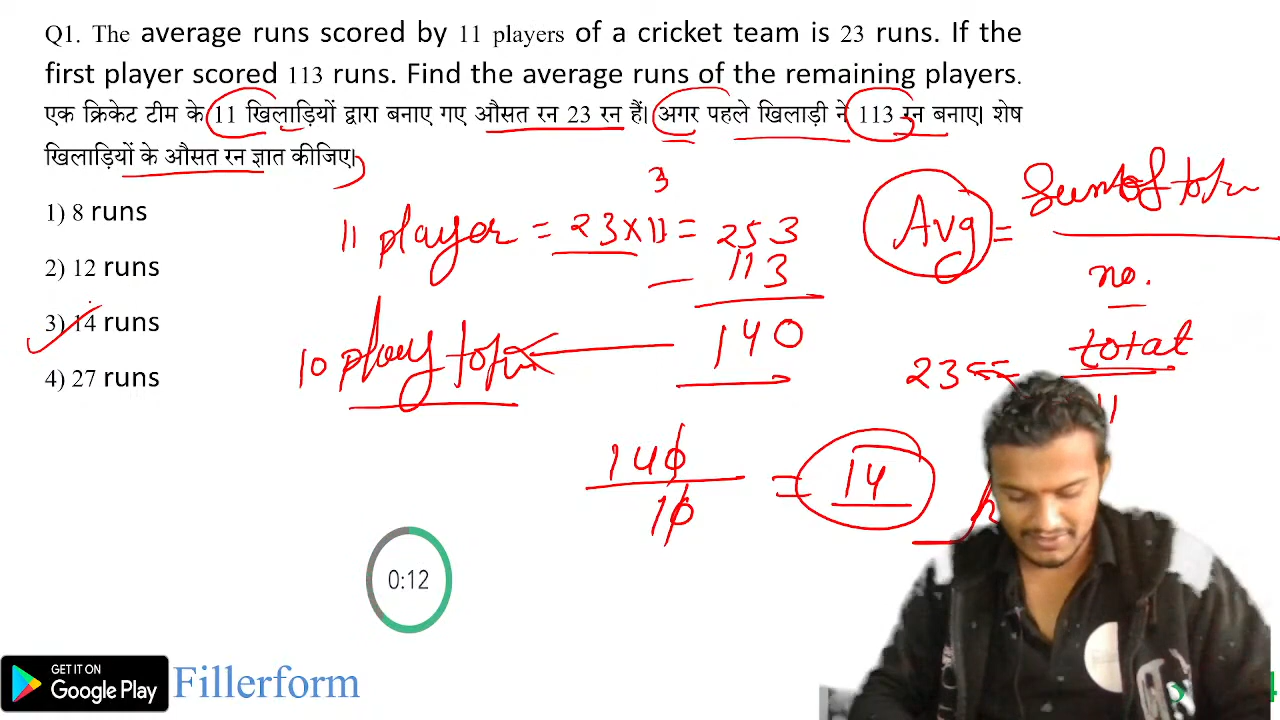 Q1. The average runs scored by 11 players of a cricket team is 23 runs. If the
first player scored 113 runs. Find the average runs of the remaining players.
एक क्रिकेट टीम के 11 खिलाड़ियों द्वारा बनाए गए औसत रन 23 रन हैं। अगर पहले खिलाड़ी ने 113 रन बनाए। शेष
खिलाड़ियों के औसत रन ज्ञात कीजिए।
1) 8 runs
2) 12 runs
3) 14 runs
4) 27 runs
3
11 player = 23 x 11 = 253
- 113
140
10 play
Avg = Sum of
no.
23 = total
11
140
10
= 14
0:12
GET IT ON
Google Play
Fillerform